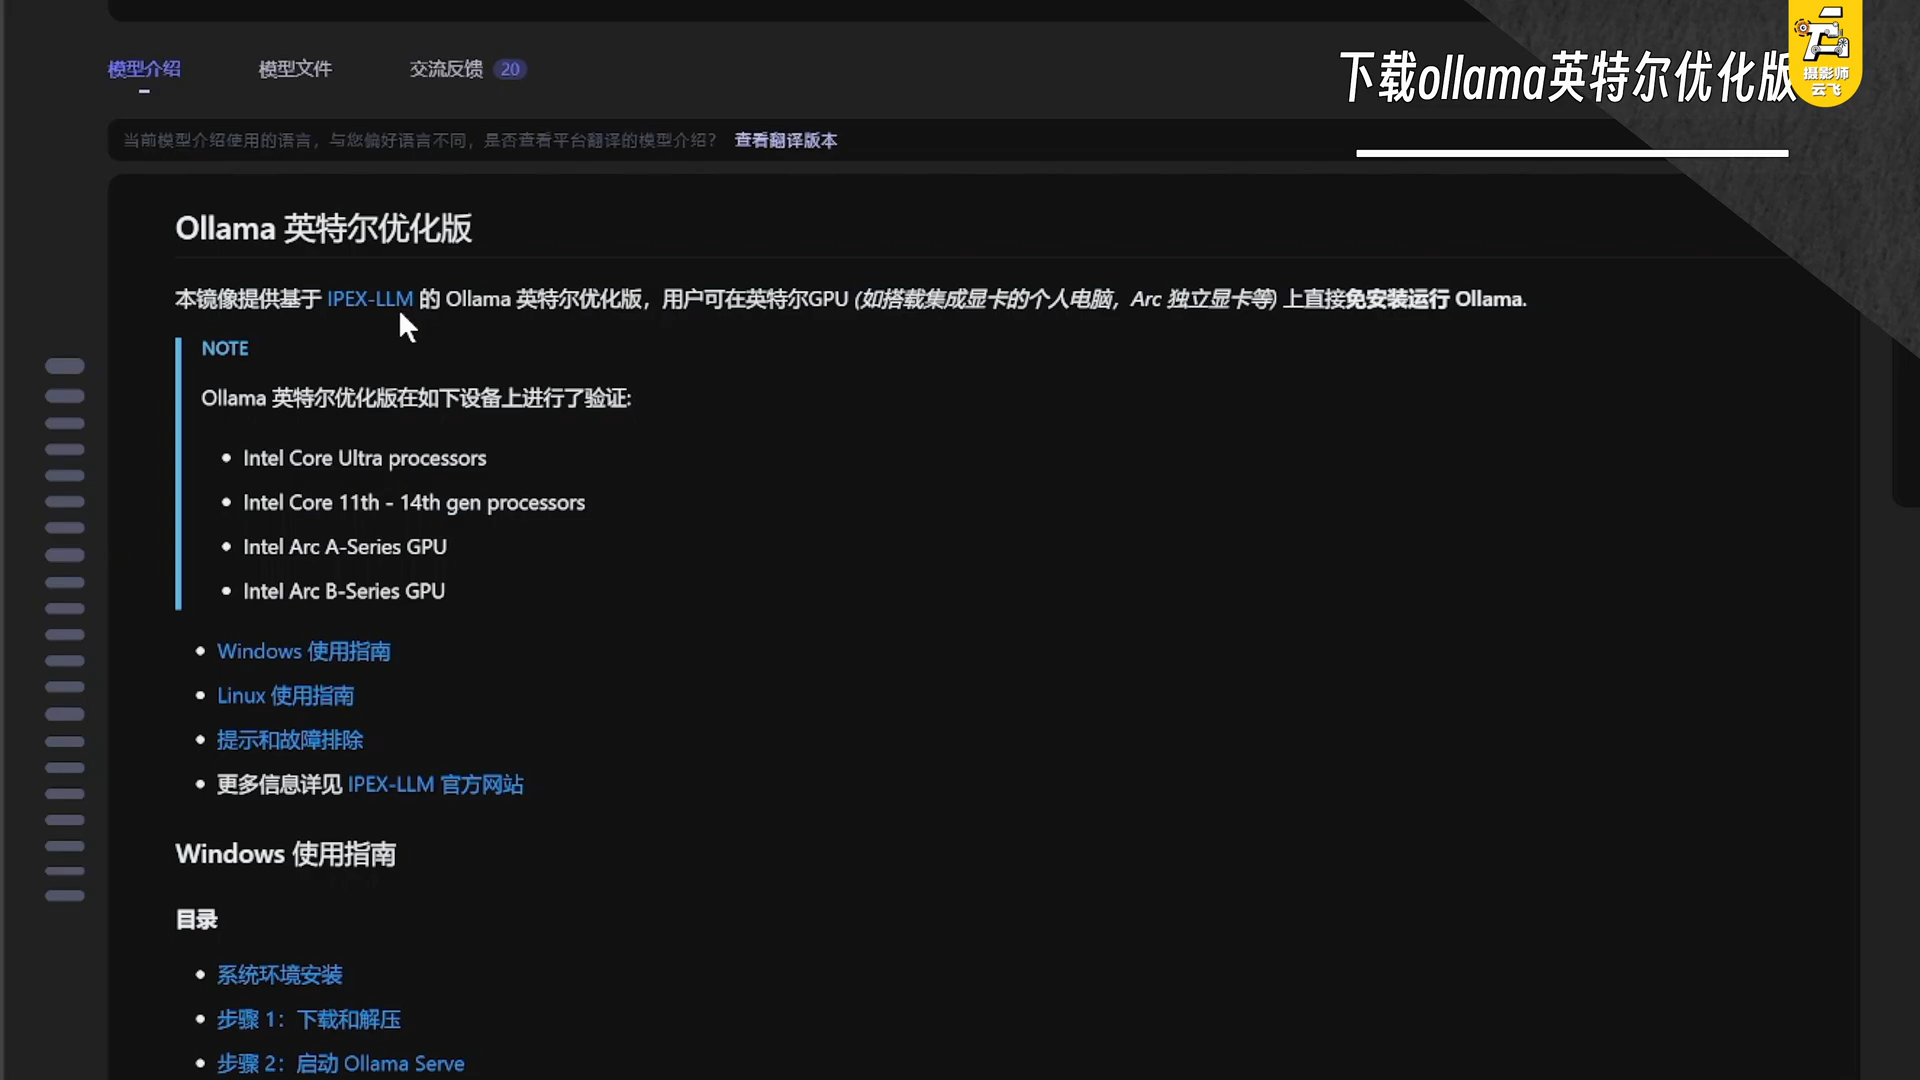 模型介绍 模型文件 交流反馈 20
下载ollama英特尔优化版
摄影师
云飞
当前模型介绍使用的语言，与您偏好语言不同，是否查看平台翻译的模型介绍？ 查看翻译版本
Ollama 英特尔优化版
本镜像提供基于 IPEX-LLM 的 Ollama 英特尔优化版，用户可在英特尔GPU (如搭载集成显卡的个人电脑，Arc 独立显卡等) 上直接免安装运行 Ollama.
NOTE
Ollama 英特尔优化版在如下设备上进行了验证:
Intel Core Ultra processors
Intel Core 11th - 14th gen processors
Intel Arc A-Series GPU
Intel Arc B-Series GPU
Windows 使用指南
Linux 使用指南
提示和故障排除
更多信息详见 IPEX-LLM 官方网站
Windows 使用指南
目录
系统环境安装
步骤 1：下载和解压
步骤 2：启动 Ollama Serve